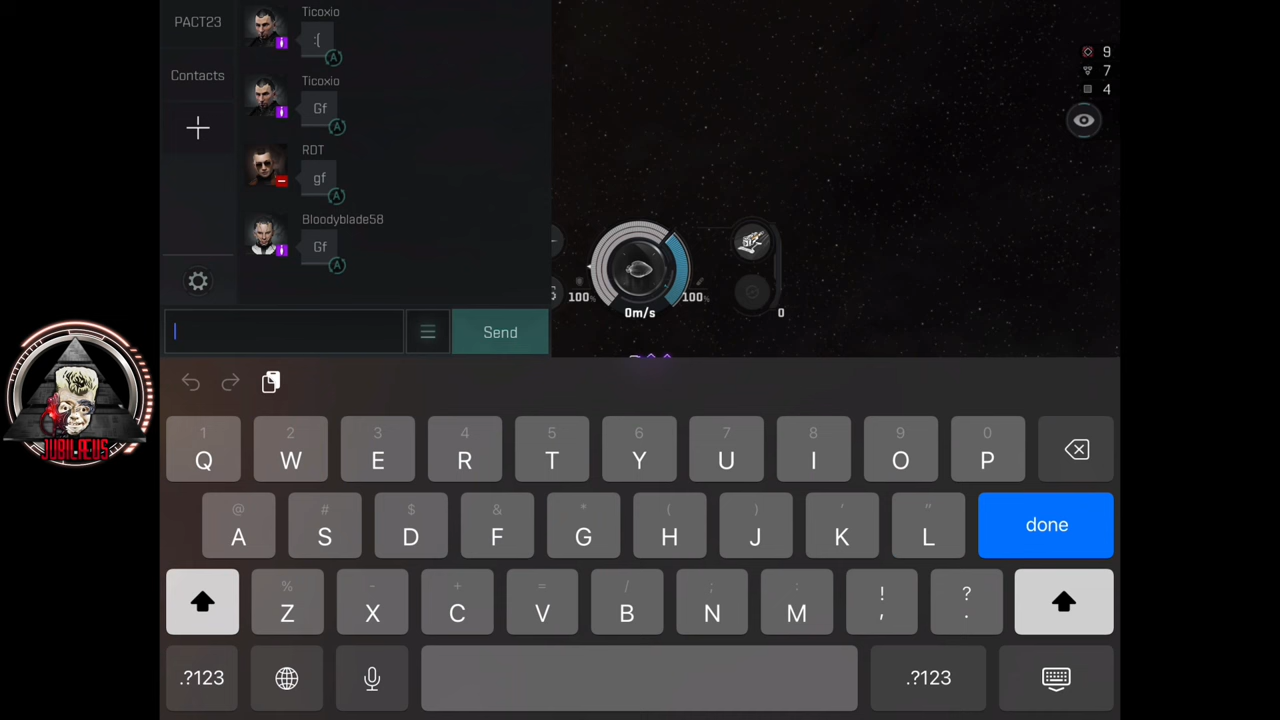 PACT23
Contacts
Ticoxio
:(
A
Ticoxio
Gf
A
RDT
gf
A
Bloodyblade58
Gf
A
Send
9
7
4
100%
100%
0m/s
0
JUBILÆUS
1 2 3 4 5 6 7 8 9 0
Q W E R T Y U I O P
@ # $ & * ( ) ' "
A S D F G H J K L
done
% - + = / ; : ! ?
Z X C V B N M , .
.?123
.?123